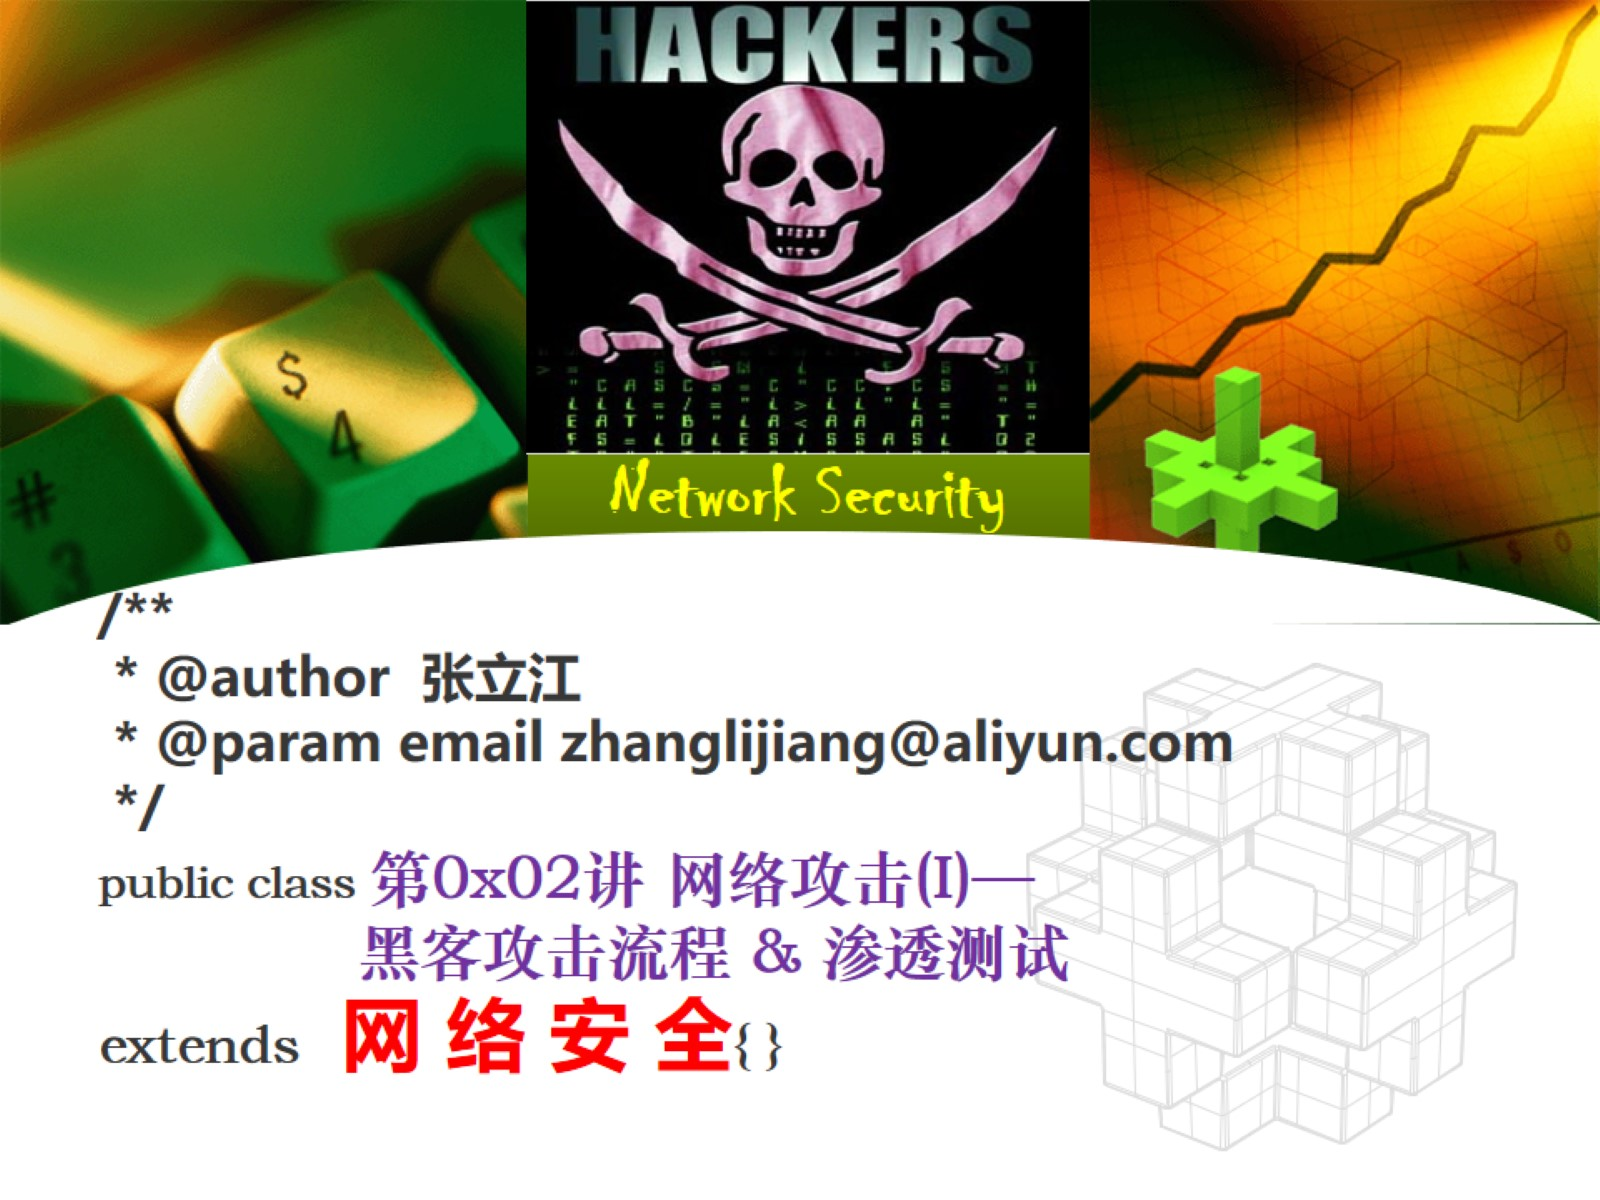 HACKERS
Network Security
$
4
#
3
/**
* @author 张立江
* @param email zhanglijiang@aliyun.com
*/
public class 第0x02讲 网络攻击(I)—
黑客攻击流程 & 渗透测试
extends 网 络 安 全{}